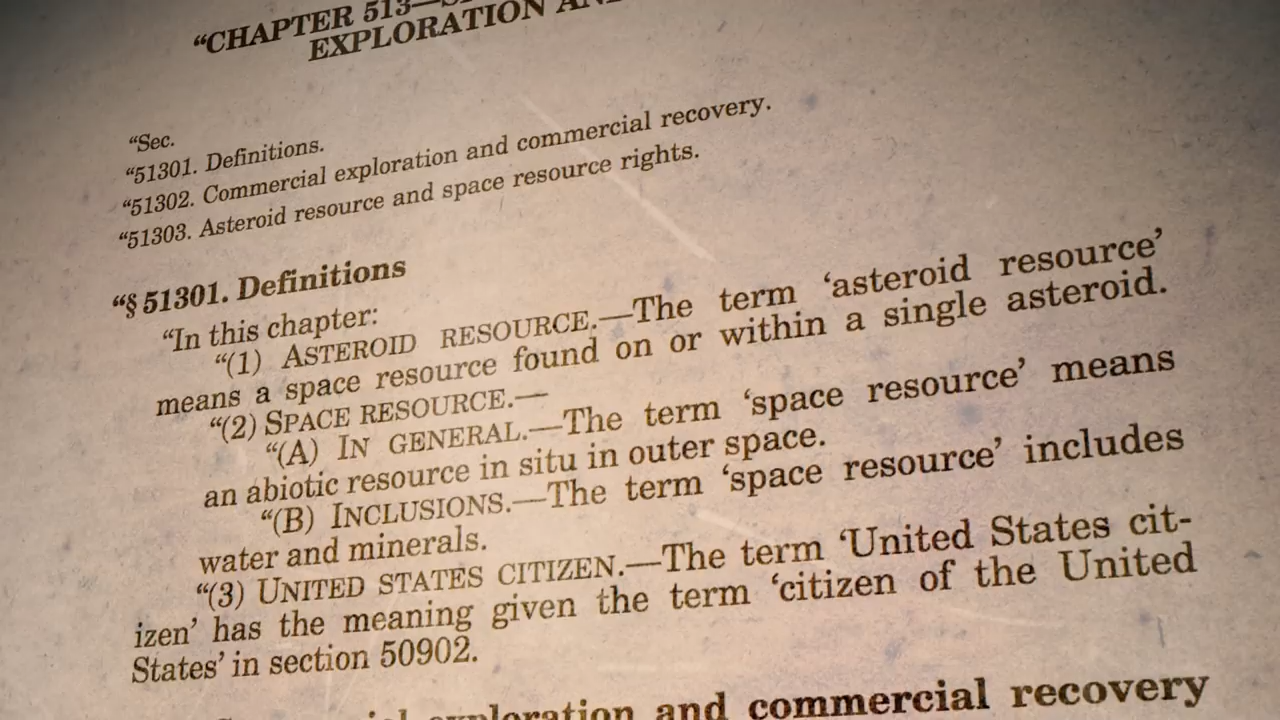 “CHAPTER 513—
EXPLORATION
“Sec.
“51301. Definitions.
“51302. Commercial exploration and commercial recovery.
“51303. Asteroid resource and space resource rights.
“§ 51301. Definitions
“In this chapter:
“(1) ASTEROID RESOURCE.—The term ‘asteroid resource’
means a space resource found on or within a single asteroid.
“(2) SPACE RESOURCE.—
“(A) IN GENERAL.—The term ‘space resource’ means
an abiotic resource in situ in outer space.
“(B) INCLUSIONS.—The term ‘space resource’ includes
water and minerals.
“(3) UNITED STATES CITIZEN.—The term ‘United States cit-
izen’ has the meaning given the term ‘citizen of the United
States’ in section 50902.
exploration and commercial recovery